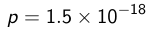 p = 1.5 × 10⁻¹⁸